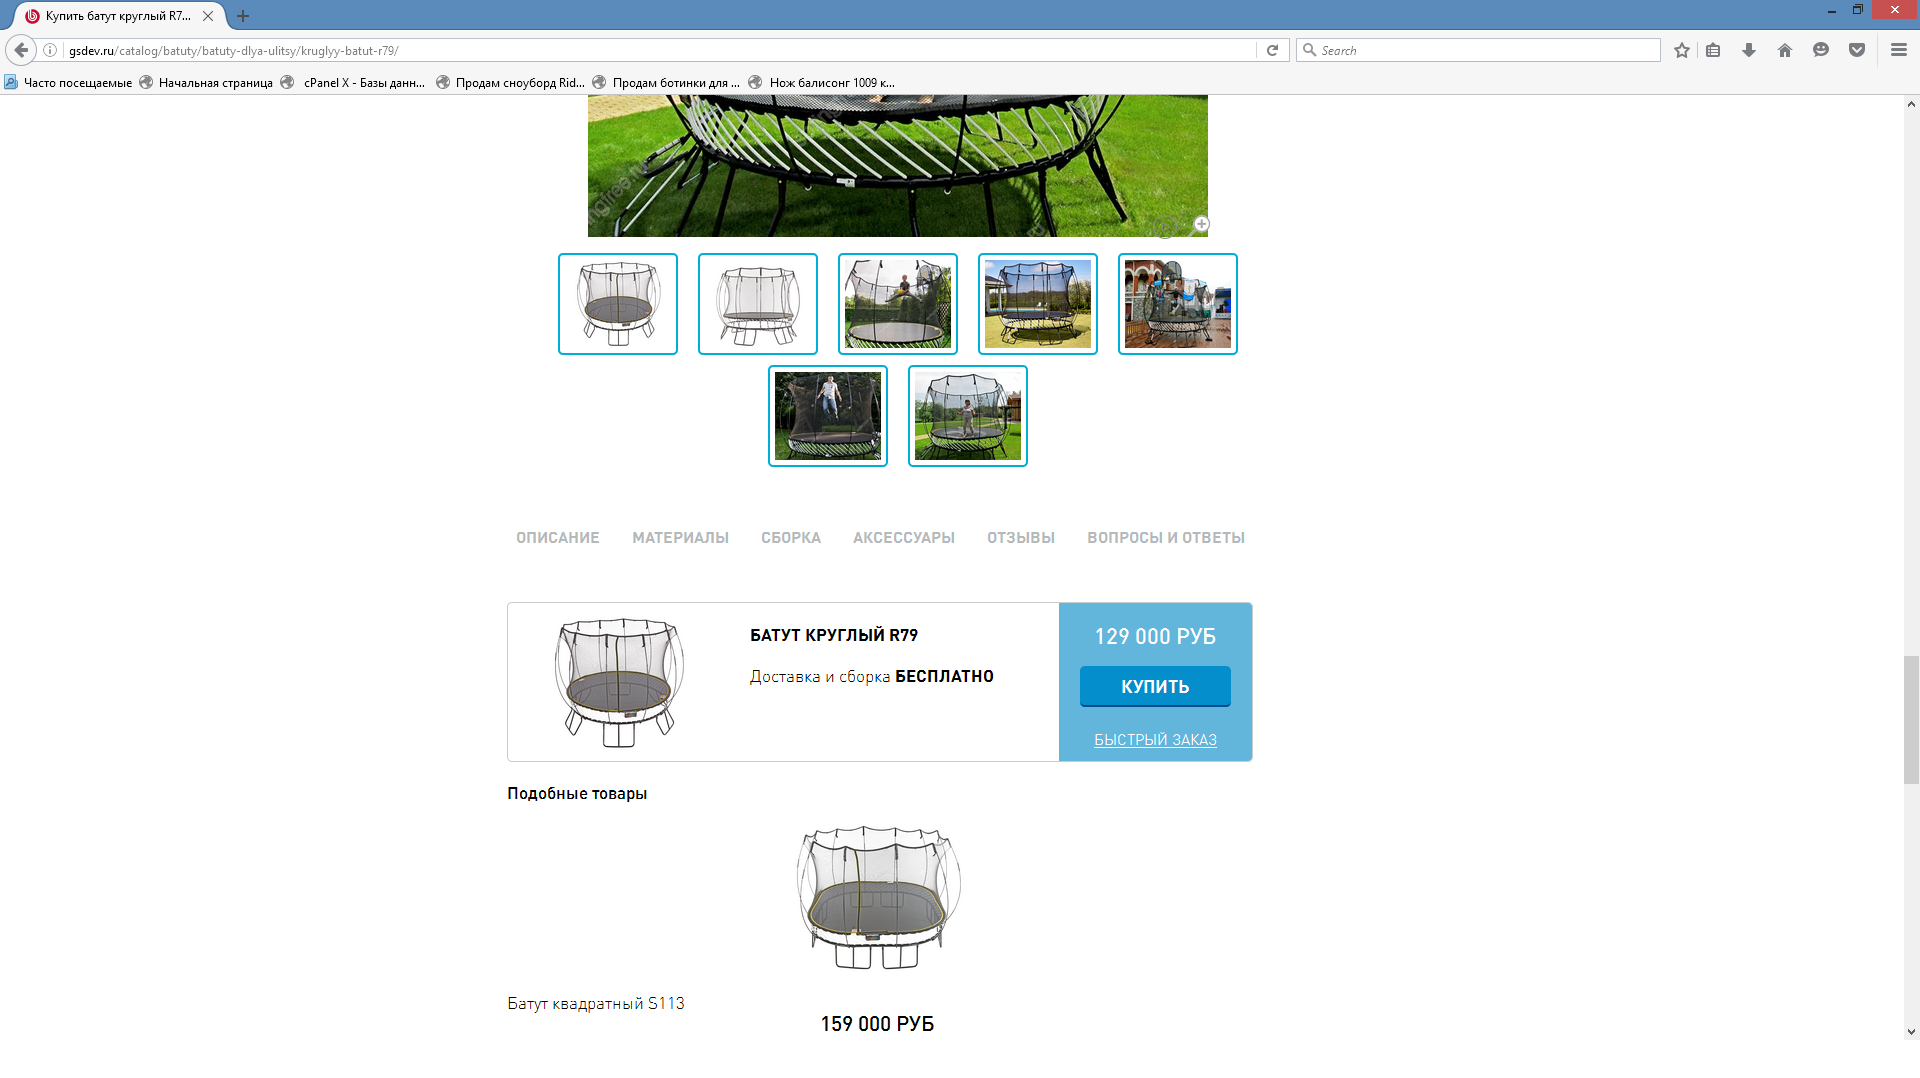 Купить батут круглый R7...
gsdev.ru/catalog/batuty/batuty-dlya-ulitsy/kruglyy-batut-r79/
Search
Часто посещаемые
Начальная страница
cPanel X - Базы данн...
Продам сноуборд Rid...
Продам ботинки для ...
Нож балисонг 1009 к...
ОПИСАНИЕ
МАТЕРИАЛЫ
СБОРКА
АКСЕССУАРЫ
ОТЗЫВЫ
ВОПРОСЫ И ОТВЕТЫ
БАТУТ КРУГЛЫЙ R79
Доставка и сборка БЕСПЛАТНО
129 000 РУБ
КУПИТЬ
БЫСТРЫЙ ЗАКАЗ
Подобные товары
Батут квадратный S113
159 000 РУБ